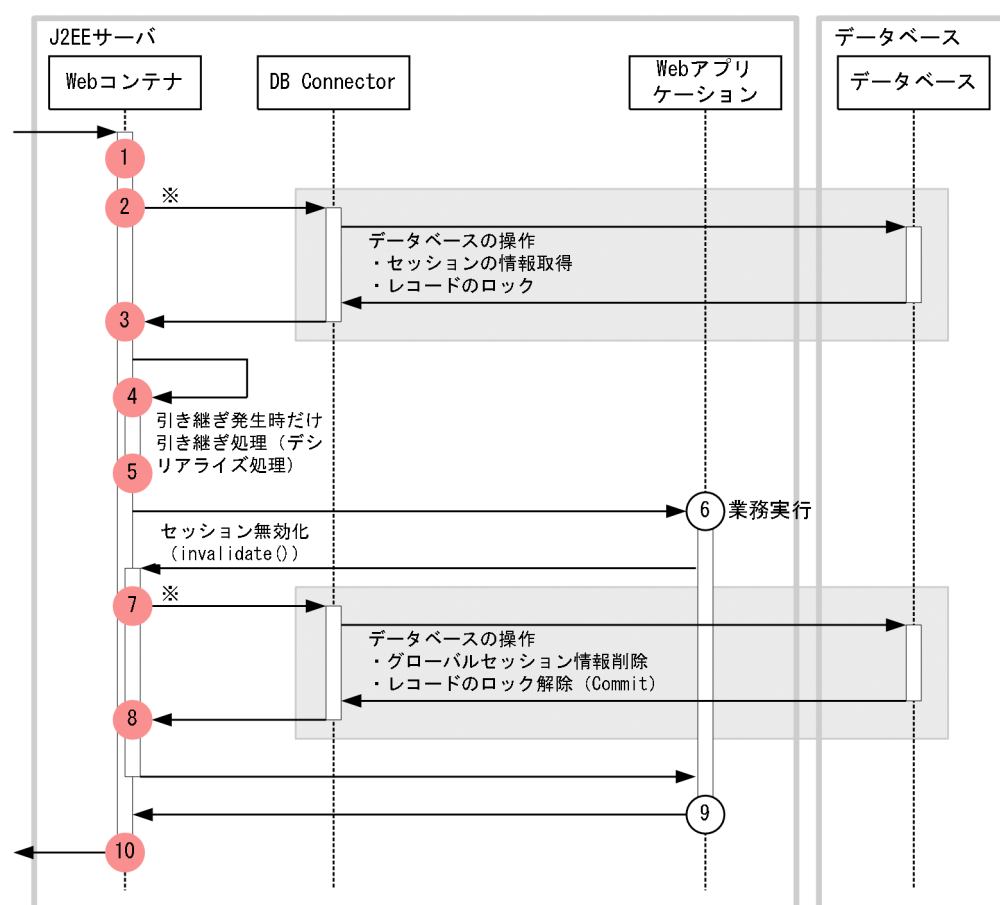 J2EEサーバ
データベース
Webコンテナ
DB Connector
Webアプリ
ケーション
データベース
1
2
※
データベースの操作
・セッションの情報取得
・レコードのロック
3
4
引き継ぎ発生時だけ
引き継ぎ処理（デシ
リアライズ処理）
5
6
業務実行
セッション無効化
（invalidate()）
7
※
データベースの操作
・グローバルセッション情報削除
・レコードのロック解除（Commit）
8
9
10